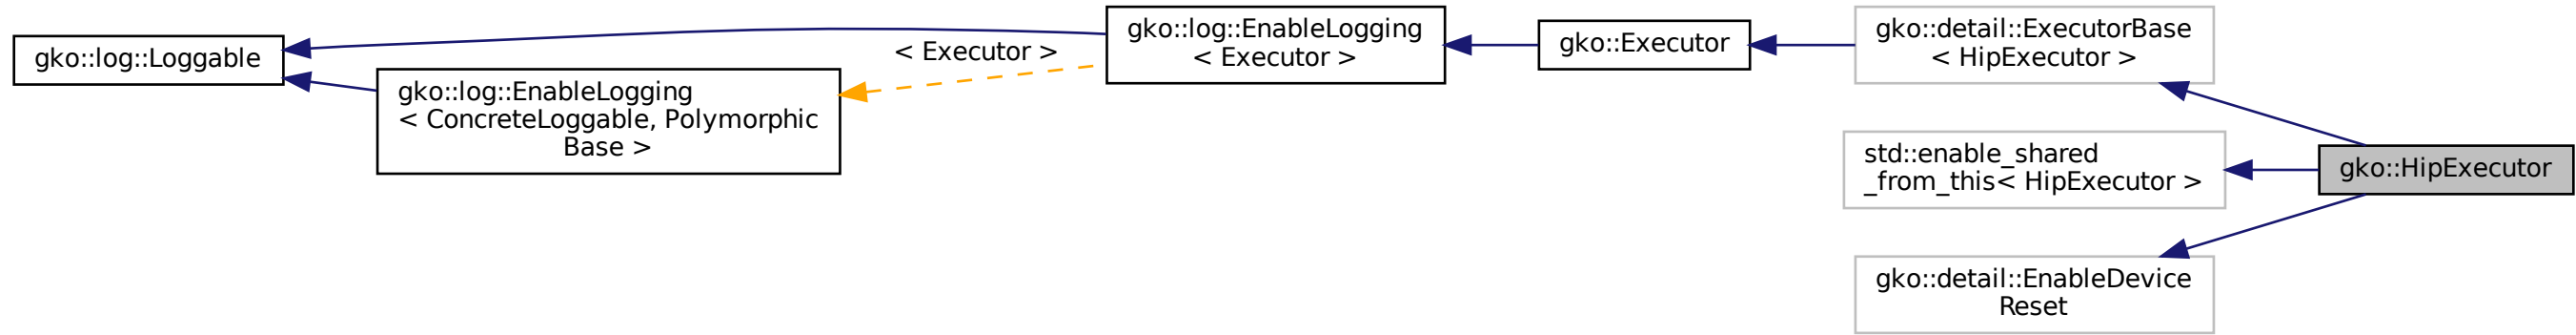 gko::log::Loggable
gko::log::EnableLogging
< ConcreteLoggable, Polymorphic
Base >
< Executor >
gko::log::EnableLogging
< Executor >
gko::Executor
gko::detail::ExecutorBase
< HipExecutor >
std::enable_shared
_from_this< HipExecutor >
gko::detail::EnableDevice
Reset
gko::HipExecutor